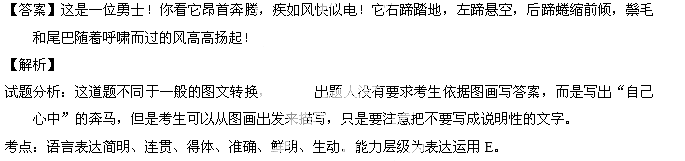 【答案】这是一位勇士！你看它昂首奔腾，疾如风快似电！它石蹄踏地，左蹄悬空，后蹄蜷缩前倾，鬃毛
和尾巴随着呼啸而过的风高高扬起！
【解析】
试题分析：这道题不同于一般的图文转换， 出题人没有要求考生依据图画写答案，而是写出“自己
心中”的奔马，但是考生可以从图画出发来描写，只是要注意把不要写成说明性的文字。
考点：语言表达简明、连贯、得体、准确、鲜明、生动。能力层级为表达运用 E。